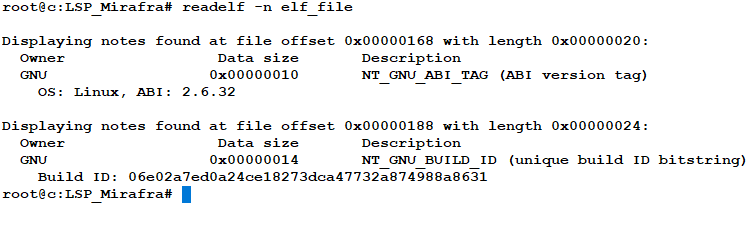 root@c:LSP_Mirafra# readelf -n elf_file
Displaying notes found at file offset 0x00000168 with length 0x00000020:
Owner Data size Description
GNU 0x00000010 NT_GNU_ABI_TAG (ABI version tag)
OS: Linux, ABI: 2.6.32
Displaying notes found at file offset 0x00000188 with length 0x00000024:
Owner Data size Description
GNU 0x00000014 NT_GNU_BUILD_ID (unique build ID bitstring)
Build ID: 06e02a7ed0a24ce18273dca47732a874988a8631
root@c:LSP_Mirafra#